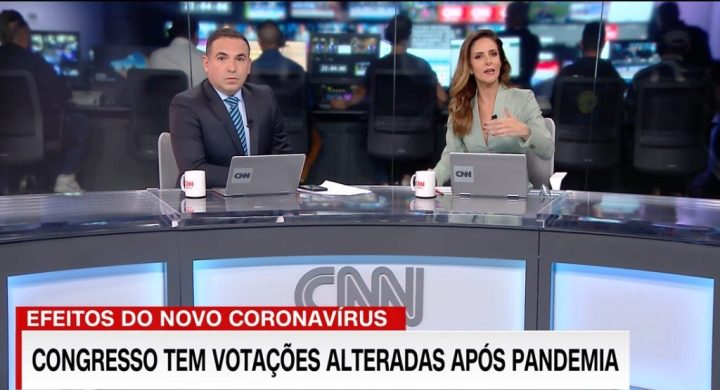 CNN
CNN
CNN
CNN
CNN
EFEITOS DO NOVO CORONAVÍRUS
CONGRESSO TEM VOTAÇÕES ALTERADAS APÓS PANDEMIA